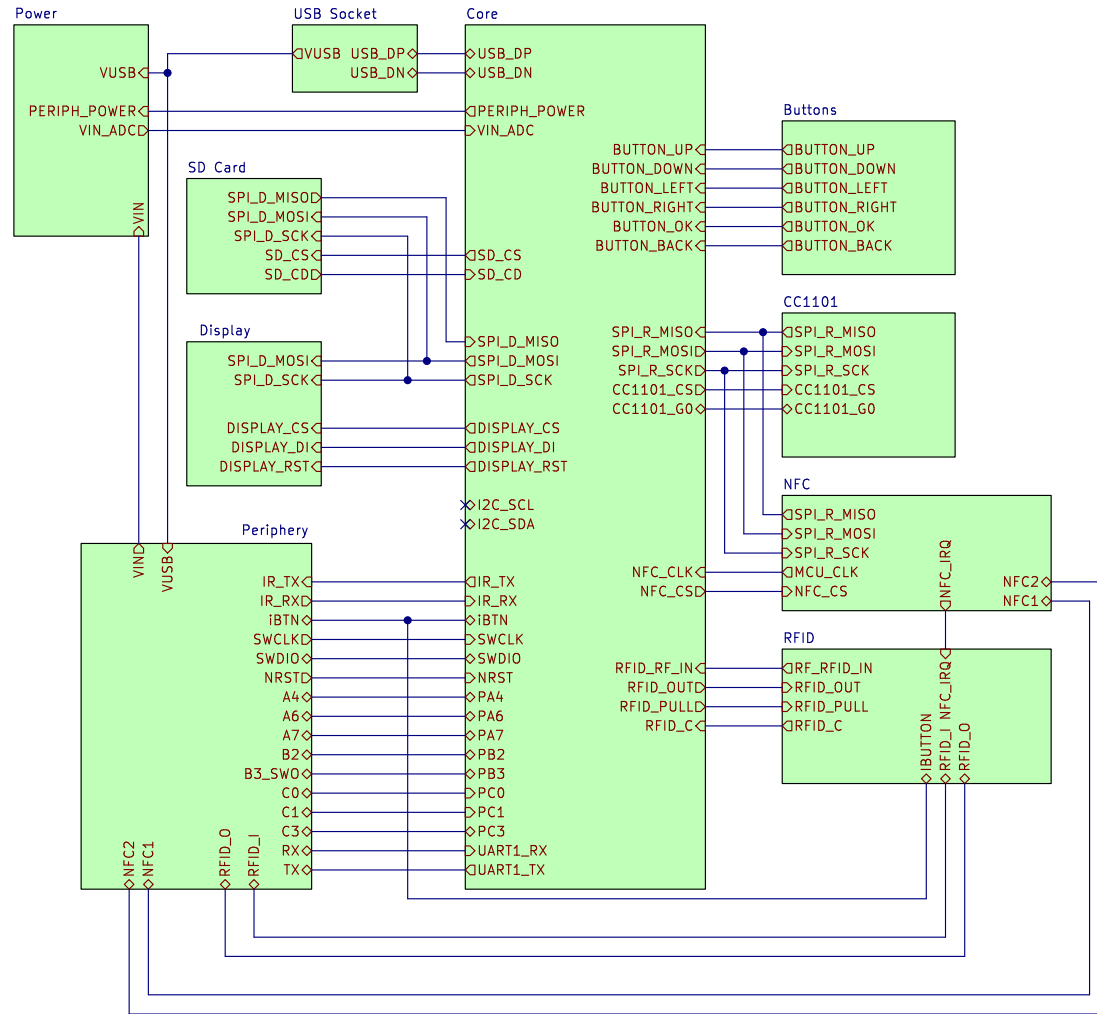 Power
VUSB
PERIPH_POWER
VIN_ADC
VIN
USB Socket
VUSB USB_DP
USB_DN
SD Card
SPI_D_MISO
SPI_D_MOSI
SPI_D_SCK
SD_CS
SD_CD
Display
SPI_D_MOSI
SPI_D_SCK
DISPLAY_CS
DISPLAY_DI
DISPLAY_RST
Periphery
VIN
VUSB
IR_TX
IR_RX
iBTN
SWCLK
SWDIO
NRST
A4
A6
A7
B2
B3_SWO
C0
C1
C3
RX
TX
NFC2
NFC1
RFID_O
RFID_I
Core
USB_DP
USB_DN
PERIPH_POWER
VIN_ADC
SD_CS
SD_CD
SPI_D_MISO
SPI_D_MOSI
SPI_D_SCK
DISPLAY_CS
DISPLAY_DI
DISPLAY_RST
I2C_SCL
I2C_SDA
IR_TX
IR_RX
iBTN
SWCLK
SWDIO
NRST
PA4
PA6
PA7
PB2
PB3
PC0
PC1
PC3
UART1_RX
UART1_TX
BUTTON_UP
BUTTON_DOWN
BUTTON_LEFT
BUTTON_RIGHT
BUTTON_OK
BUTTON_BACK
SPI_R_MISO
SPI_R_MOSI
SPI_R_SCK
CC1101_CS
CC1101_G0
NFC_CLK
NFC_CS
RFID_RF_IN
RFID_OUT
RFID_PULL
RFID_C
Buttons
BUTTON_UP
BUTTON_DOWN
BUTTON_LEFT
BUTTON_RIGHT
BUTTON_OK
BUTTON_BACK
CC1101
SPI_R_MISO
SPI_R_MOSI
SPI_R_SCK
CC1101_CS
CC1101_G0
NFC
SPI_R_MISO
SPI_R_MOSI
SPI_R_SCK
MCU_CLK
NFC_CS
NFC_IRQ
NFC2
NFC1
RFID
RF_RFID_IN
RFID_OUT
RFID_PULL
RFID_C
NFC_IRQ
IBUTTON
RFID_I
RFID_O